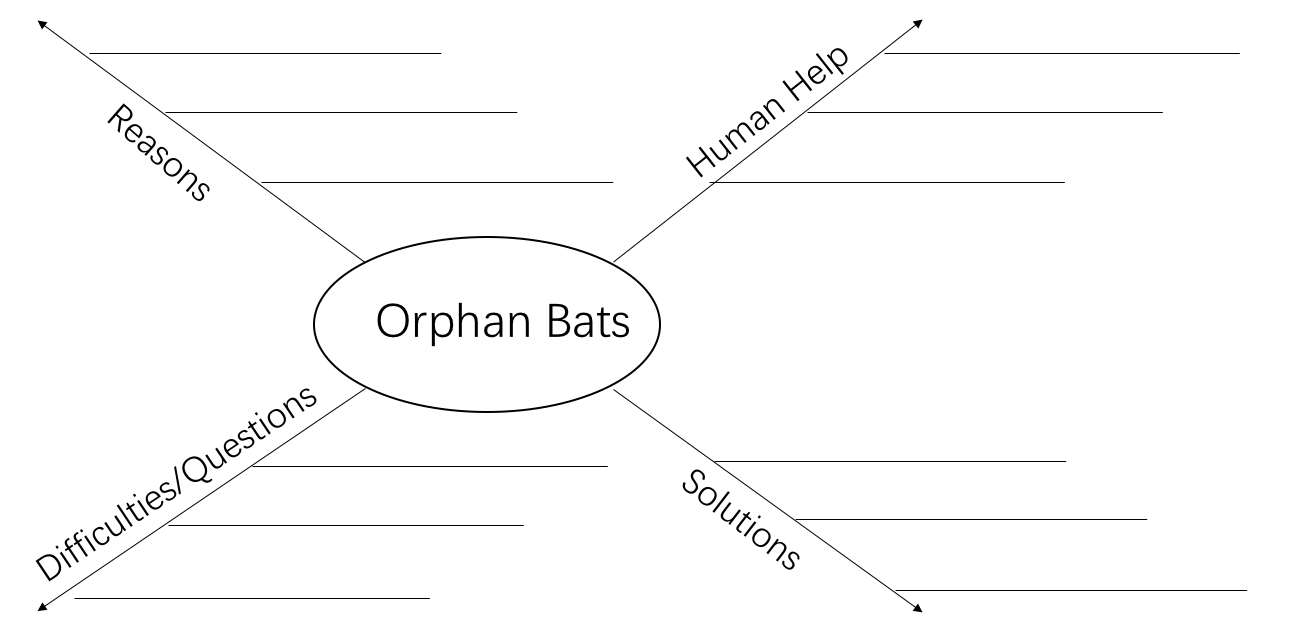 Reasons
Human Help
Orphan Bats
Difficulties/Questions
Solutions